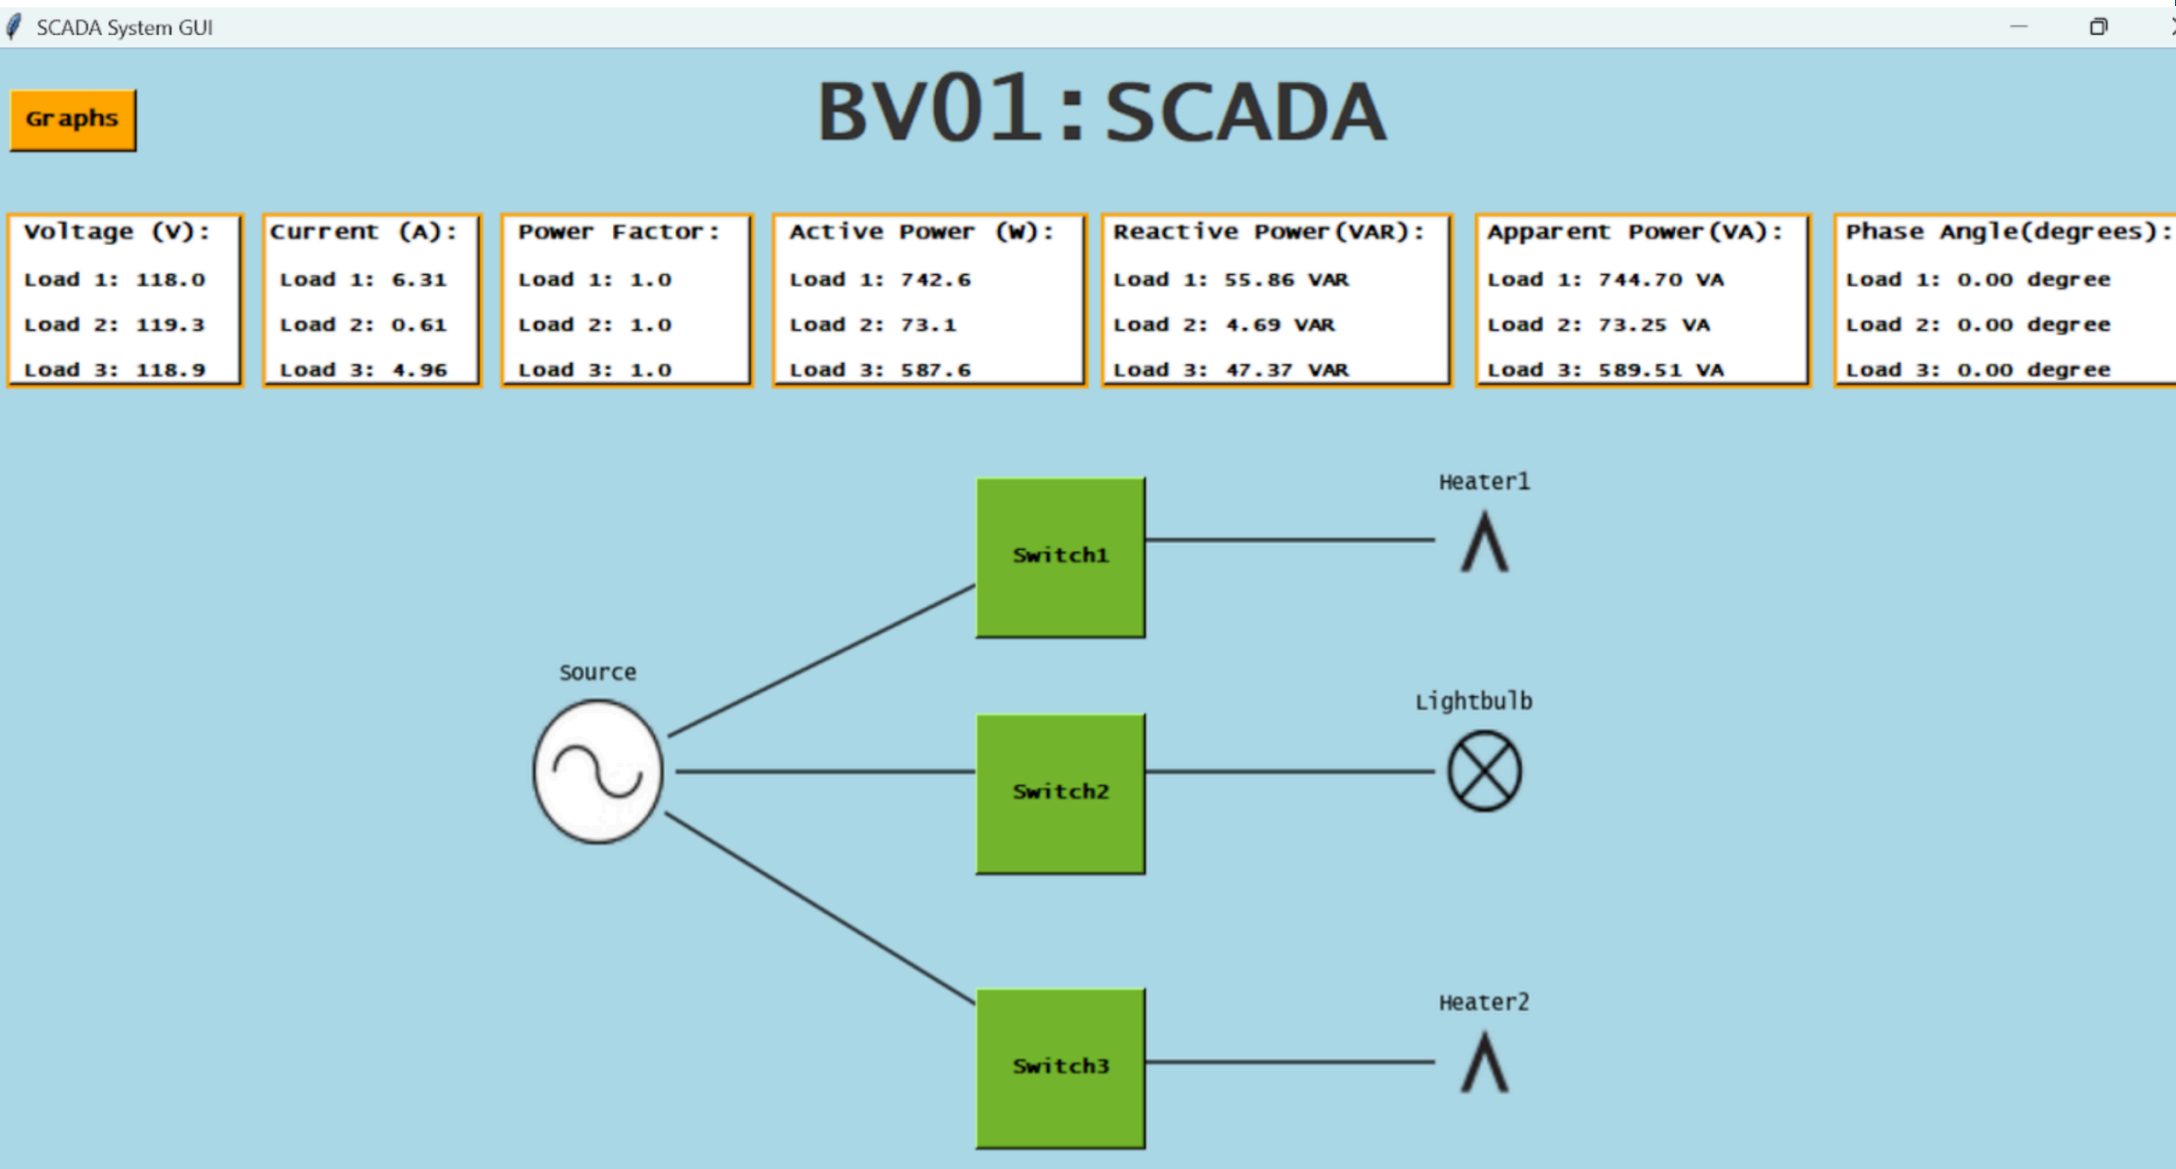 SCADA System GUI
BV01:SCADA
Graphs
Voltage (V):
Load 1: 118.0
Load 2: 119.3
Load 3: 118.9
Current (A):
Load 1: 6.31
Load 2: 0.61
Load 3: 4.96
Power Factor:
Load 1: 1.0
Load 2: 1.0
Load 3: 1.0
Active Power (W):
Load 1: 742.6
Load 2: 73.1
Load 3: 587.6
Reactive Power(VAR):
Load 1: 55.86 VAR
Load 2: 4.69 VAR
Load 3: 47.37 VAR
Apparent Power(VA):
Load 1: 744.70 VA
Load 2: 73.25 VA
Load 3: 589.51 VA
Phase Angle(degrees):
Load 1: 0.00 degree
Load 2: 0.00 degree
Load 3: 0.00 degree
Heater1
Switch1
Source
Lightbulb
Switch2
Heater2
Switch3